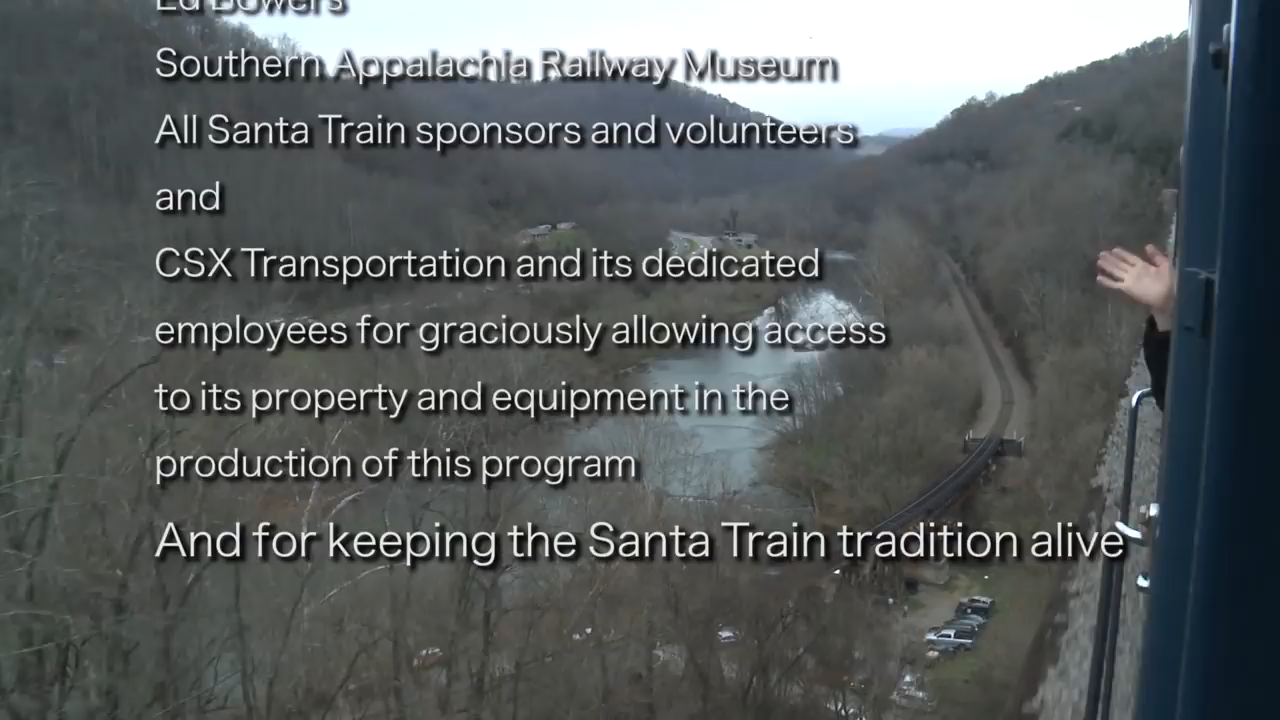 Ed Bowers
Southern Appalachia Railway Museum
All Santa Train sponsors and volunteers
and
CSX Transportation and its dedicated
employees for graciously allowing access
to its property and equipment in the
production of this program
And for keeping the Santa Train tradition alive